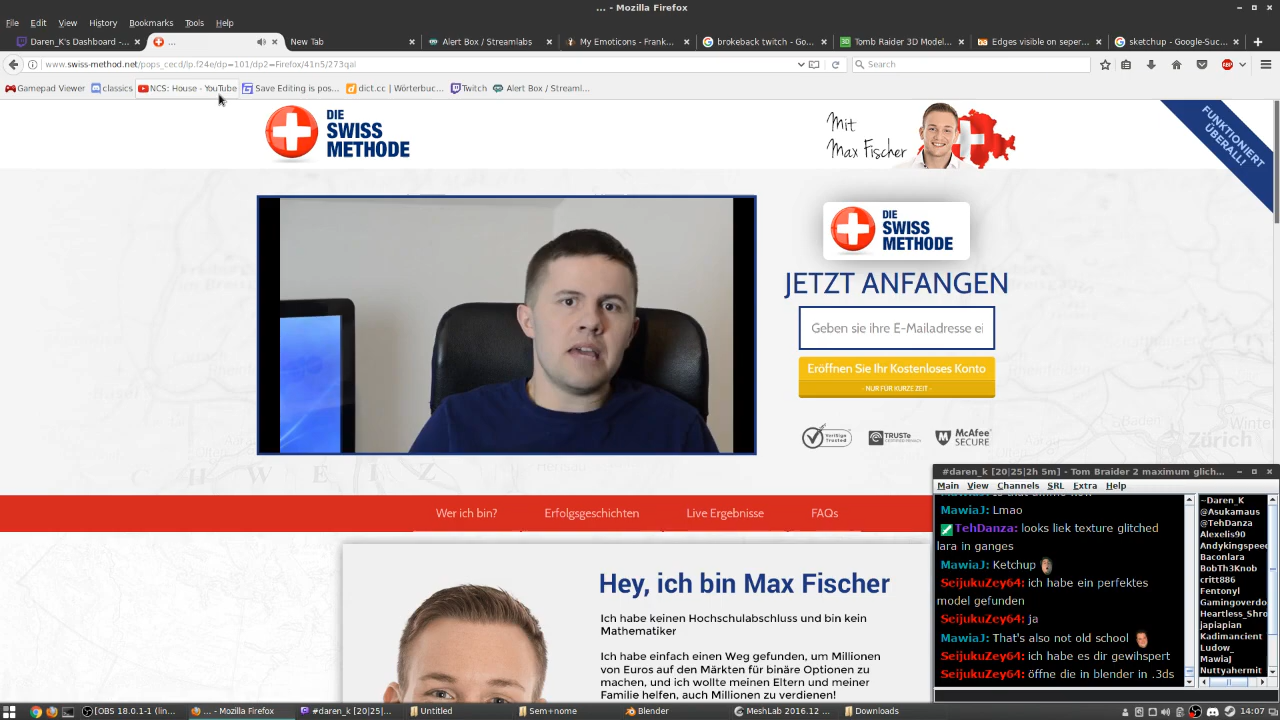 ... - Mozilla Firefox
File Edit View History Bookmarks Tools Help
Daren_K's Dashboard -... ... New Tab Alert Box / Streamlabs My Emoticons - Frank... brokeback twitch - Go... Tomb Raider 3D Model... Edges visible on seper... sketchup - Google-Suc...
www.swiss-method.net/pops_cecd/lp.f24e/dp=101/dp2=Firefox/41n5/273qal Search
Gamepad Viewer classics NCS: House - YouTube Save Editing is pos... dict.cc | Wörterbuc... Twitch Alert Box / Streaml...
DIE
SWISS
METHODE
Mit
Max Fischer
FUNKTIONIERT
ÜBERALL!
DIE
SWISS
METHODE
JETZT ANFANGEN
Geben sie ihre E-Mailadresse ei
Eröffnen Sie Ihr Kostenloses Konto
- NUR FÜR KURZE ZEIT -
VeriSign
Trusted
TRUSTe
McAfee
SECURE
Zürich
Winter
Wer ich bin? Erfolgsgeschichten Live Ergebnisse FAQs
Hey, ich bin Max Fischer
Ich habe keinen Hochschulabschluss und bin kein
Mathematiker
Ich habe einfach einen Weg gefunden, um Millionen
von Euros auf den Märkten für binäre Optionen zu
machen, und ich wollte meinen Eltern und meiner
Familie helfen, auch Millionen zu verdienen!
#daren_k [20|25|2h 5m] - Tom Braider 2 maximum glich...
Main View Channels SRL Extra Help
MawiaJ: Lmao
TehDanza: looks liek texture glitched
lara in ganges
MawiaJ: Ketchup
SeijukuZey64: ich habe ein perfektes
model gefunden
SeijukuZey64: ja
MawiaJ: That's also not old school
SeijukuZey64: ich habe es dir gewihspert
SeijukuZey64: öffne die in blender in .3ds
~Daren_K
@Asukamaus
@TehDanza
Alexelis90
Andykingspeed
Baconlara
BobTh3Knob
critt886
Fentonyl
Gamingoverdo
Heartless_Shro
japiapian
Kadimancient
Ludow_
MawiaJ
Nuttyahermit
[OBS 18.0.1-1 (lin... ... - Mozilla Firefox #daren_k [20|25|... Untitled Sem+nome Blender MeshLab 2016.12 ... Downloads 14:07